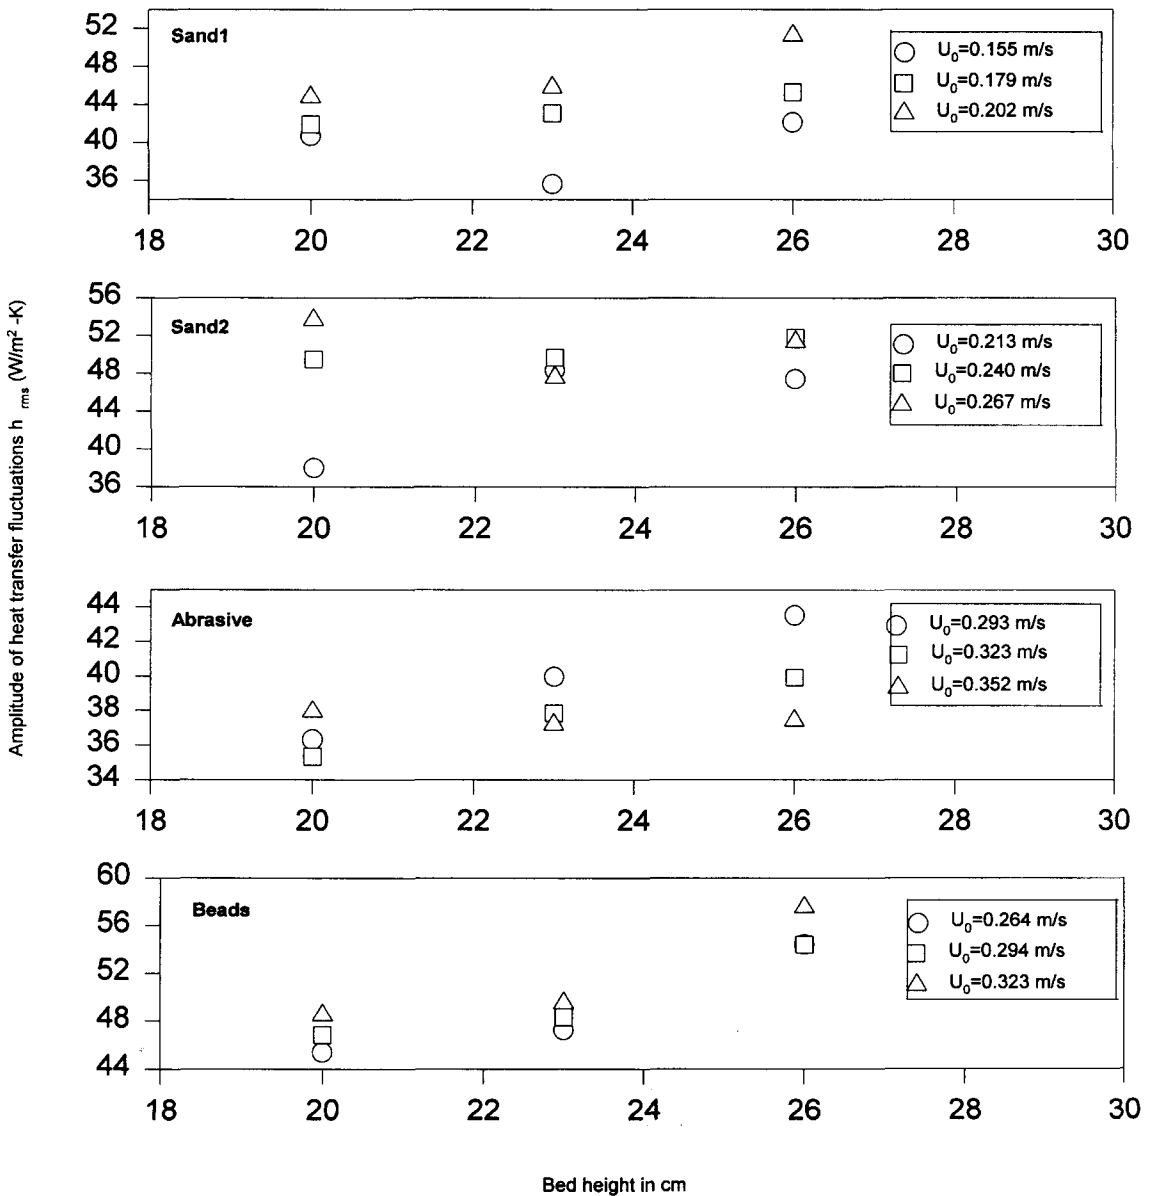 Amplitude of heat transfer fluctuations h rms (W/m² -K)
Sand1
52
48
44
40
36
18 20 22 24 26 28 30
U₀=0.155 m/s
U₀=0.179 m/s
U₀=0.202 m/s
Sand2
56
52
48
44
40
36
18 20 22 24 26 28 30
U₀=0.213 m/s
U₀=0.240 m/s
U₀=0.267 m/s
Abrasive
44
42
40
38
36
34
18 20 22 24 26 28 30
U₀=0.293 m/s
U₀=0.323 m/s
U₀=0.352 m/s
Beads
60
56
52
48
44
18 20 22 24 26 28 30
U₀=0.264 m/s
U₀=0.294 m/s
U₀=0.323 m/s
Bed height in cm